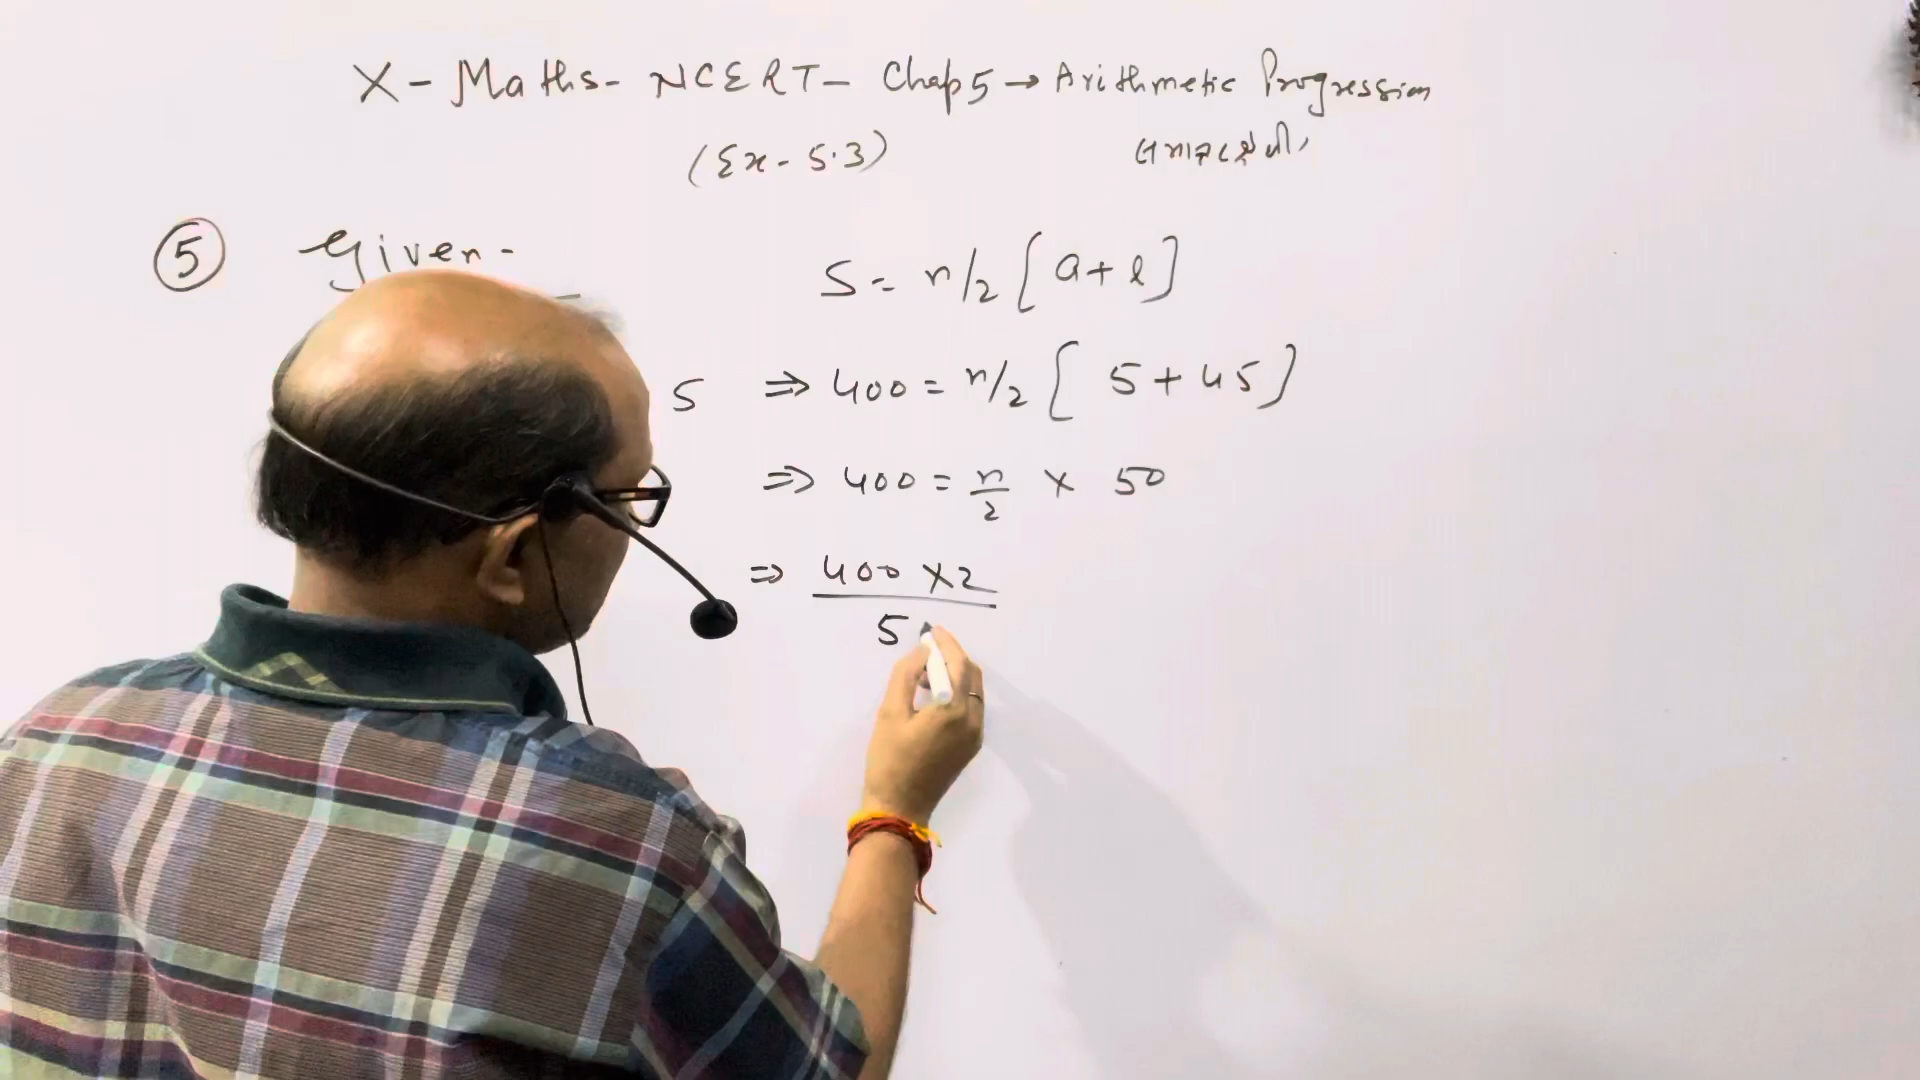 X - Maths - NCERT - Chap 5 → Arithmetic Progression
(Ex - 5.3)
⑤ Given -
S = n/2 [ a + l ]
5 ⇒ 400 = n/2 [ 5 + 45 ]
⇒ 400 = n/2 × 50
⇒ 400 × 2 / 5